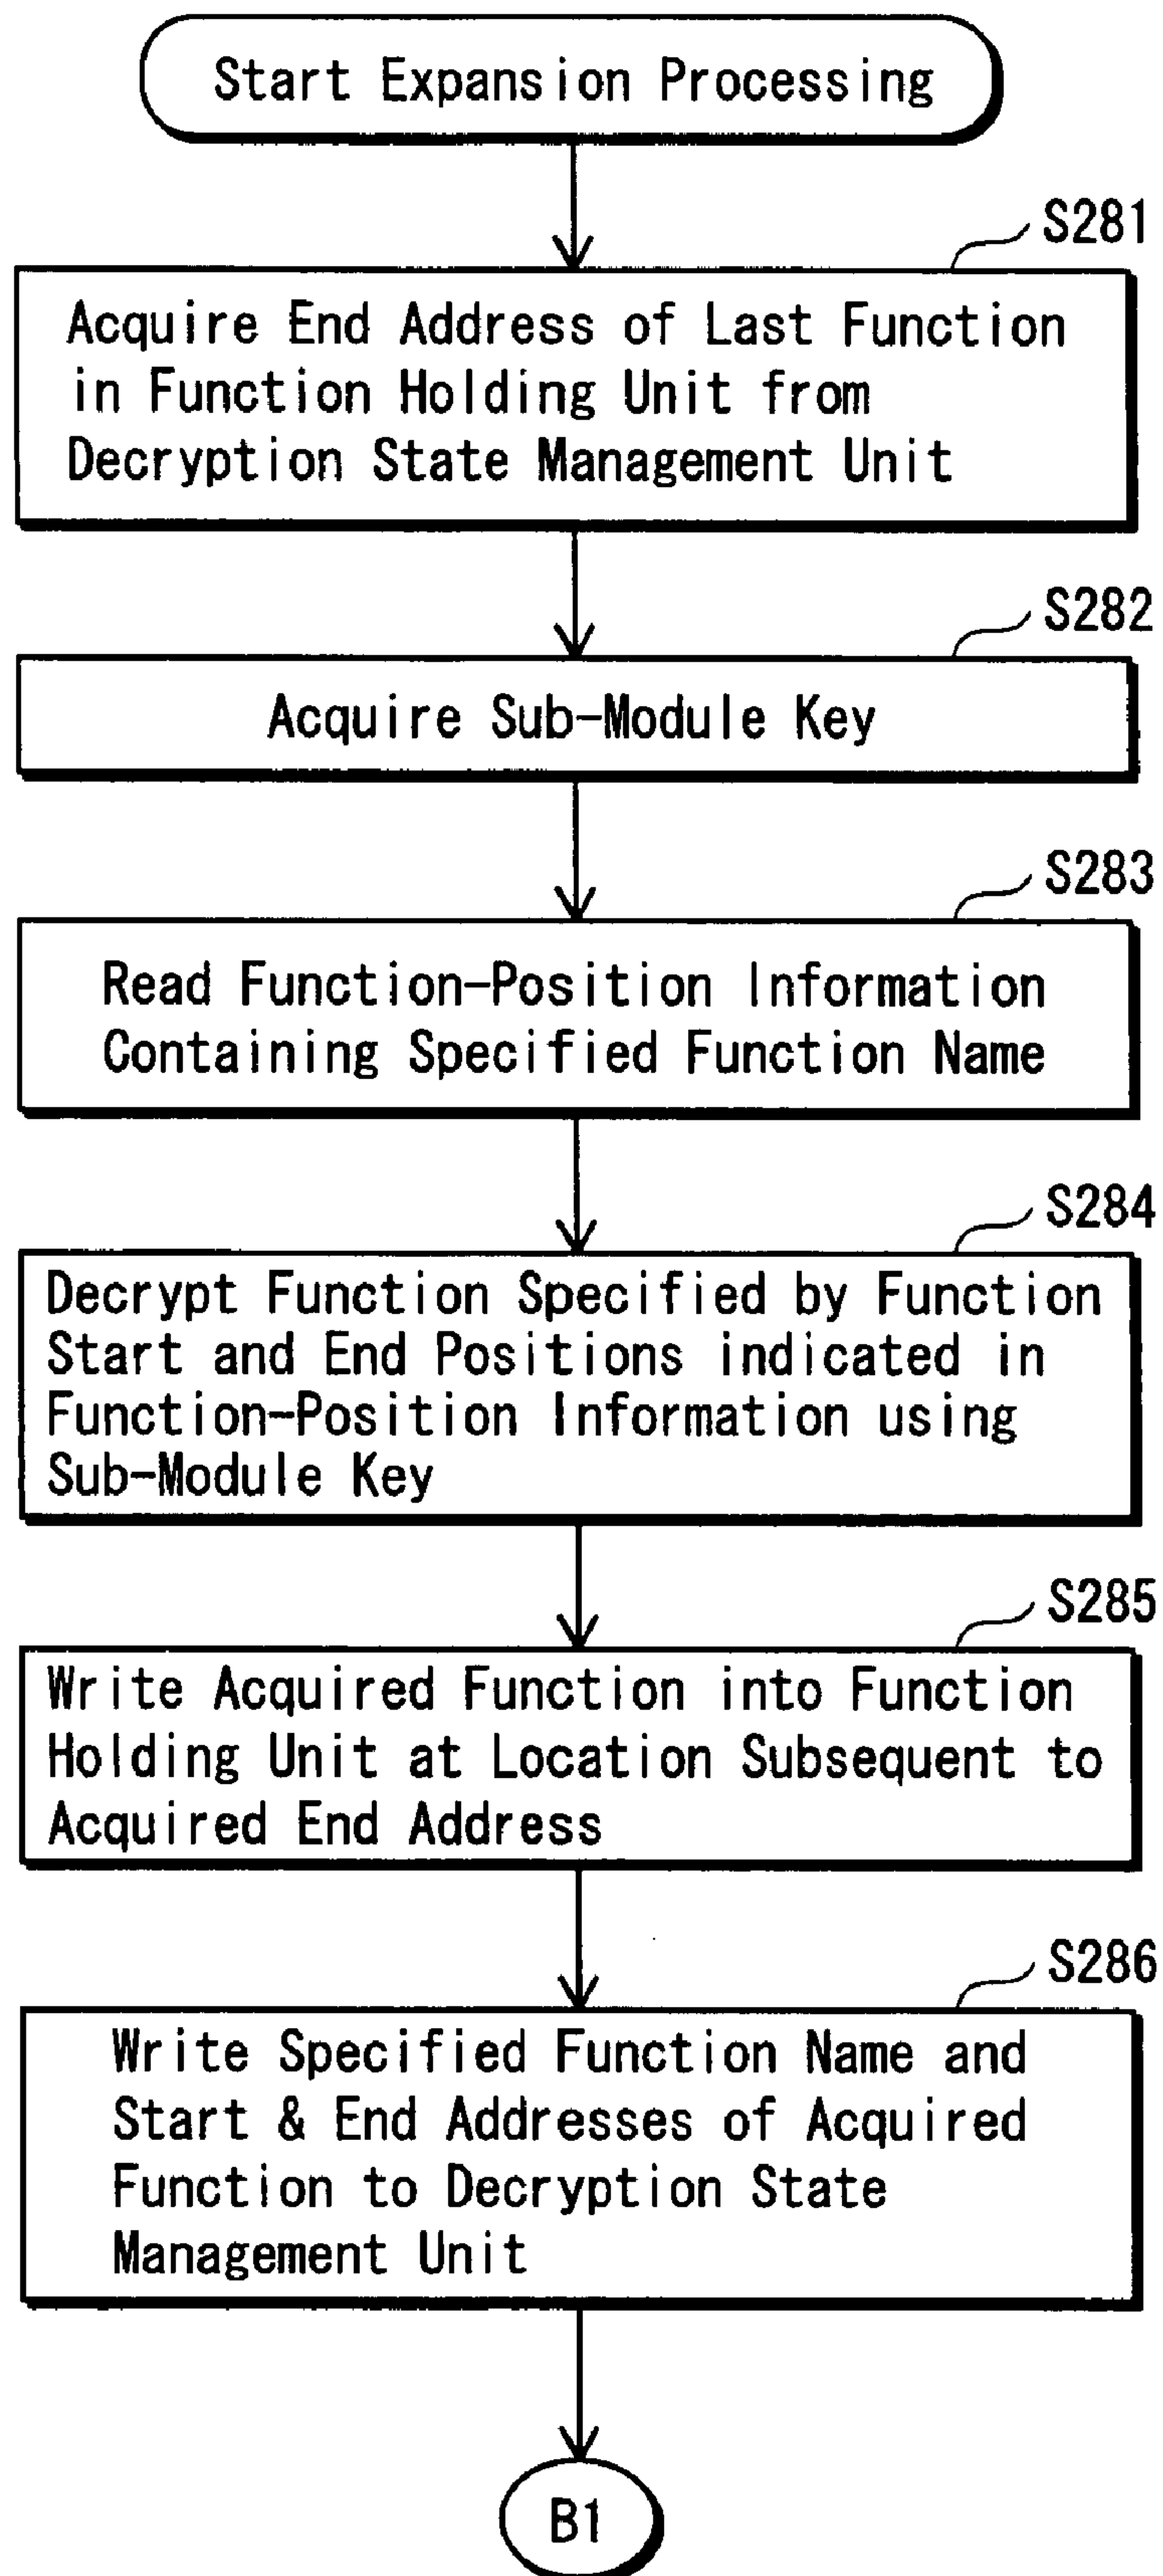 Start Expansion Processing
S281
Acquire End Address of Last Function
in Function Holding Unit from
Decryption State Management Unit
S282
Acquire Sub-Module Key
S283
Read Function-Position Information
Containing Specified Function Name
S284
Decrypt Function Specified by Function
Start and End Positions indicated in
Function-Position Information using
Sub-Module Key
S285
Write Acquired Function into Function
Holding Unit at Location Subsequent to
Acquired End Address
S286
Write Specified Function Name and
Start & End Addresses of Acquired
Function to Decryption State
Management Unit
B1